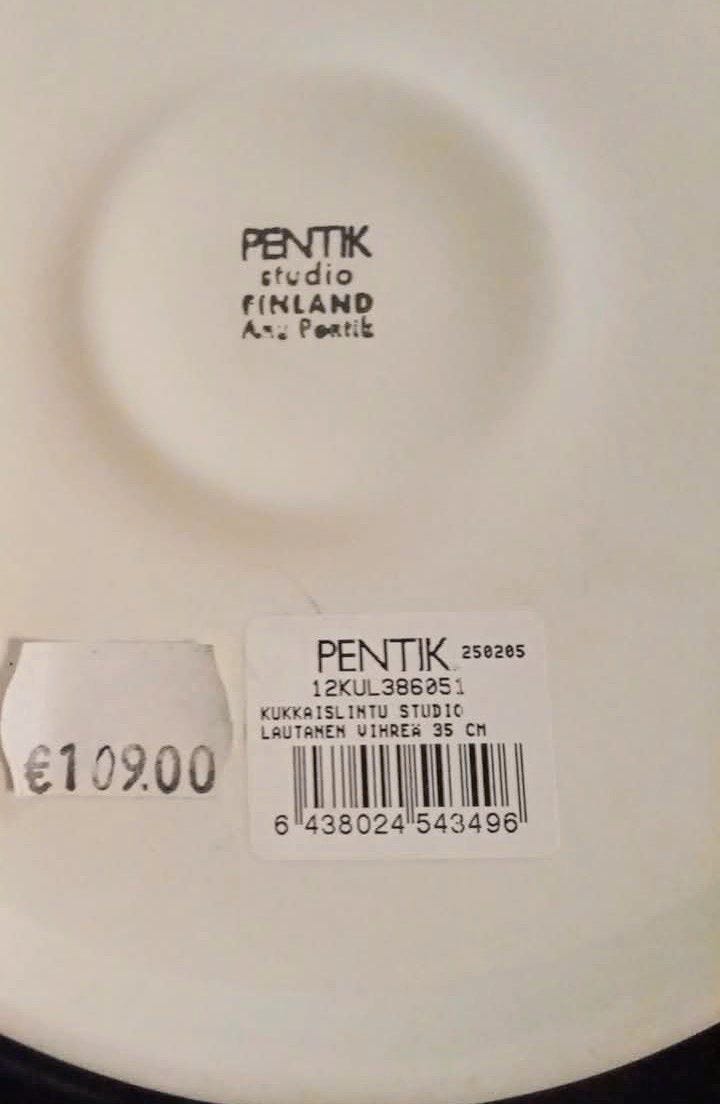 PENTIK
studio
FINLAND
Anu Pentik
PENTIK 250205
12KUL386051
KUKKAISLINTU STUDIO
LAUTANEN VIHREÄ 35 CM
6 438024 543496
€109.00